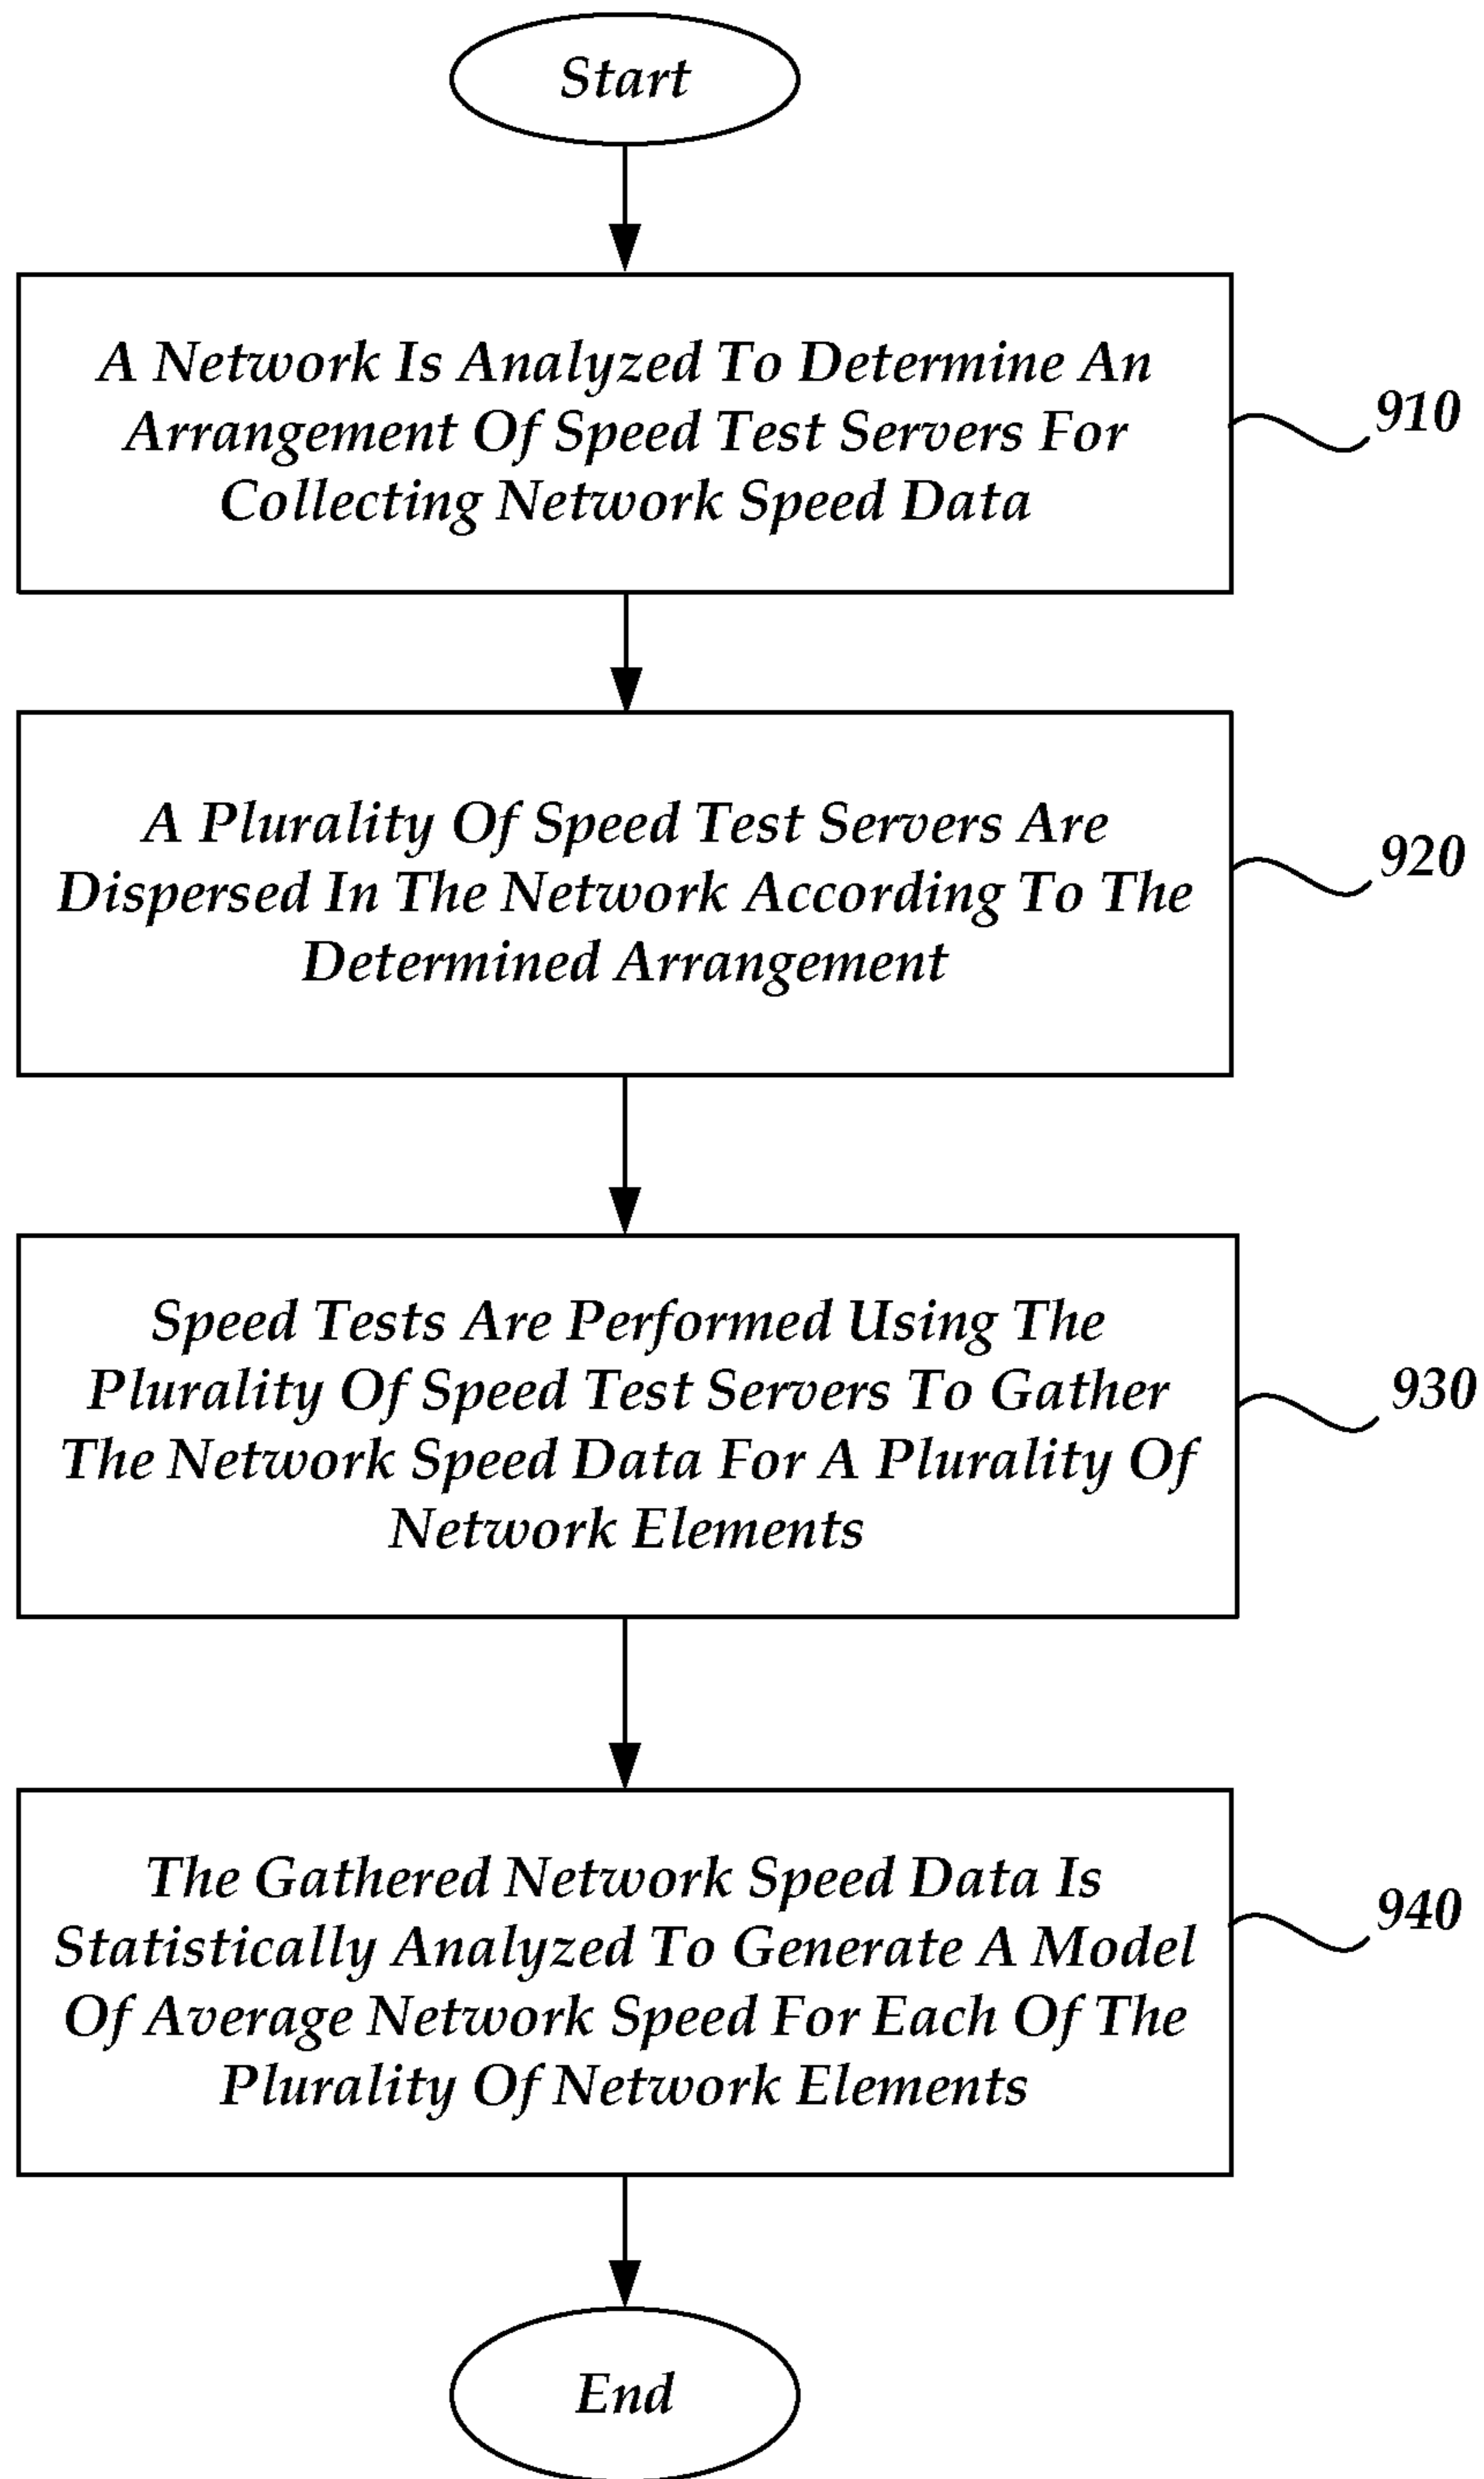 Start
A Network Is Analyzed To Determine An
Arrangement Of Speed Test Servers For
Collecting Network Speed Data
910
A Plurality Of Speed Test Servers Are
Dispersed In The Network According To The
Determined Arrangement
920
Speed Tests Are Performed Using The
Plurality Of Speed Test Servers To Gather
The Network Speed Data For A Plurality Of
Network Elements
930
The Gathered Network Speed Data Is
Statistically Analyzed To Generate A Model
Of Average Network Speed For Each Of The
Plurality Of Network Elements
940
End